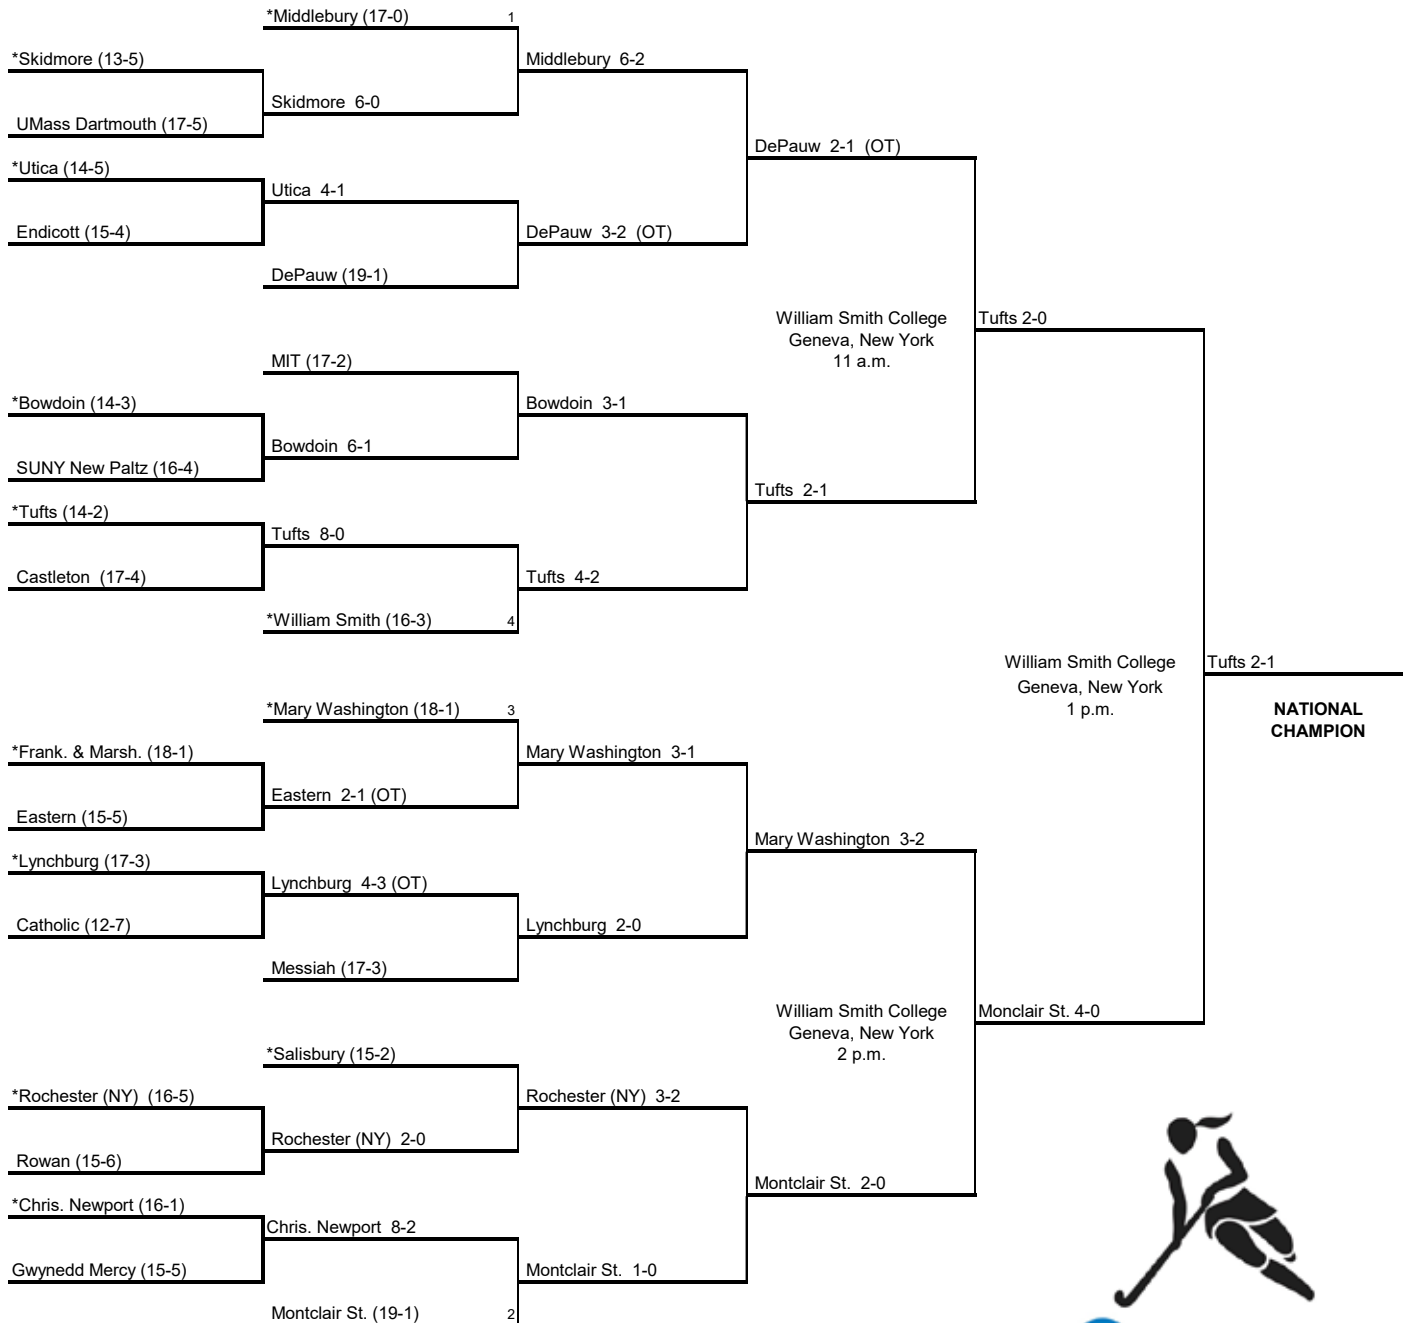 *Middlebury (17-0) 1
*Skidmore (13-5)
Middlebury 6-2
Skidmore 6-0
UMass Dartmouth (17-5)
DePauw 2-1 (OT)
*Utica (14-5)
Utica 4-1
Endicott (15-4)
DePauw 3-2 (OT)
DePauw (19-1)
William Smith College
Geneva, New York
11 a.m.
Tufts 2-0
MIT (17-2)
*Bowdoin (14-3)
Bowdoin 3-1
Bowdoin 6-1
SUNY New Paltz (16-4)
Tufts 2-1
*Tufts (14-2)
Tufts 8-0
Castleton (17-4)
Tufts 4-2
*William Smith (16-3) 4
William Smith College
Geneva, New York
1 p.m.
Tufts 2-1
NATIONAL
CHAMPION
*Mary Washington (18-1) 3
*Frank. & Marsh. (18-1)
Mary Washington 3-1
Eastern 2-1 (OT)
Eastern (15-5)
Mary Washington 3-2
*Lynchburg (17-3)
Lynchburg 4-3 (OT)
Catholic (12-7)
Lynchburg 2-0
Messiah (17-3)
William Smith College
Geneva, New York
2 p.m.
Monclair St. 4-0
*Salisbury (15-2)
*Rochester (NY) (16-5)
Rochester (NY) 3-2
Rochester (NY) 2-0
Rowan (15-6)
Montclair St. 2-0
*Chris. Newport (16-1)
Chris. Newport 8-2
Gwynedd Mercy (15-5)
Montclair St. 1-0
Montclair St. (19-1) 2